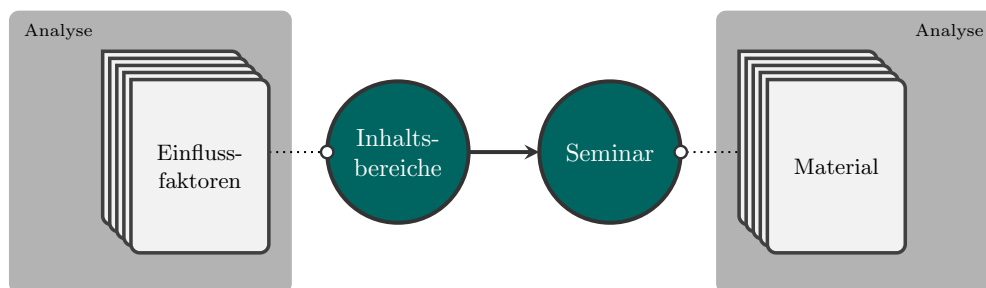 Analyse
Einfluss-
faktoren
Inhalts-
bereiche
Seminar
Analyse
Material